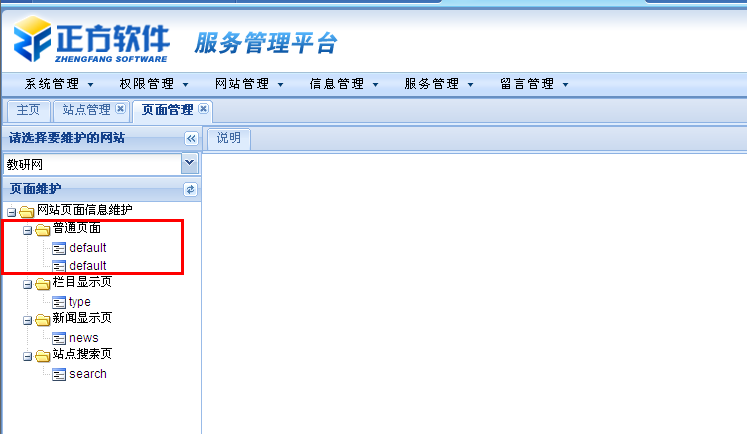 正方软件
ZHENGFANG SOFTWARE
服务管理平台
系统管理 权限管理 网站管理 信息管理 服务管理 留言管理
主页 站点管理 页面管理
请选择要维护的网站
说明
教研网
页面维护
网站页面信息维护
普通页面
default
default
栏目显示页
type
新闻显示页
news
站点搜索页
search